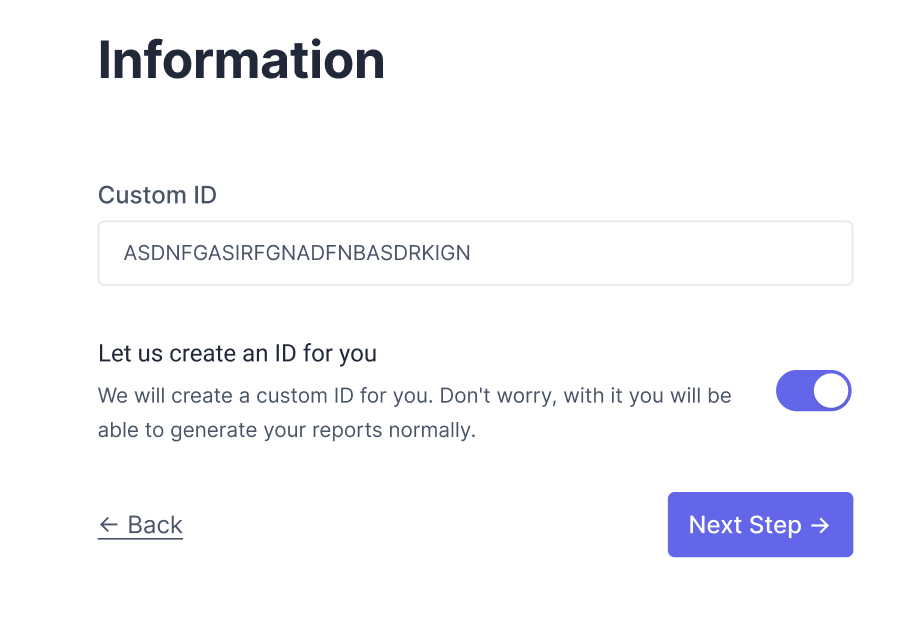 Information
Custom ID
ASDNFGASIRFGNADFNBASDRKIGN
Let us create an ID for you
We will create a custom ID for you. Don't worry, with it you will be
able to generate your reports normally.
← Back
Next Step →